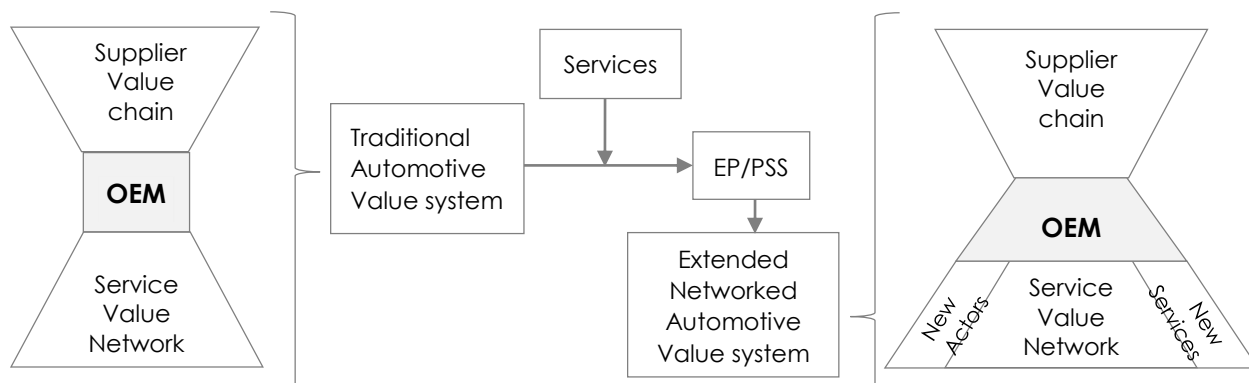 Supplier
Value
chain
OEM
Service
Value
Network
Traditional
Automotive
Value system
Services
EP/PSS
Extended
Networked
Automotive
Value system
Supplier
Value
chain
OEM
New
Actors
Service
Value
Network
New
Services